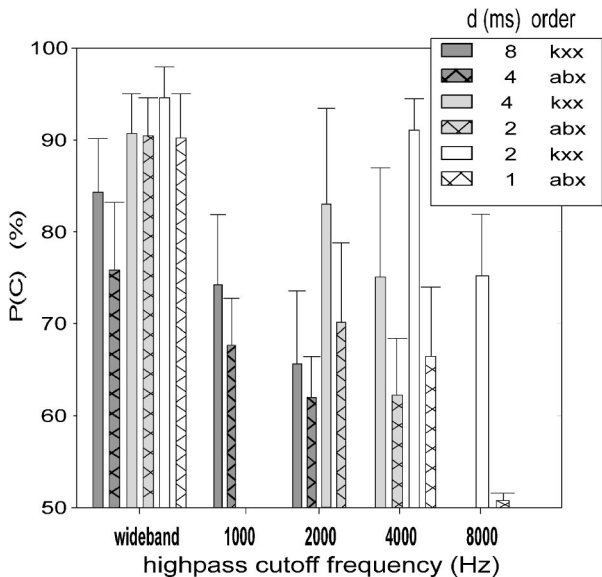 d (ms) order
8 kxx
4 abx
4 kxx
2 abx
2 kxx
1 abx
100
90
80
70
60
50
P(C) (%)
wideband 1000 2000 4000 8000
highpass cutoff frequency (Hz)